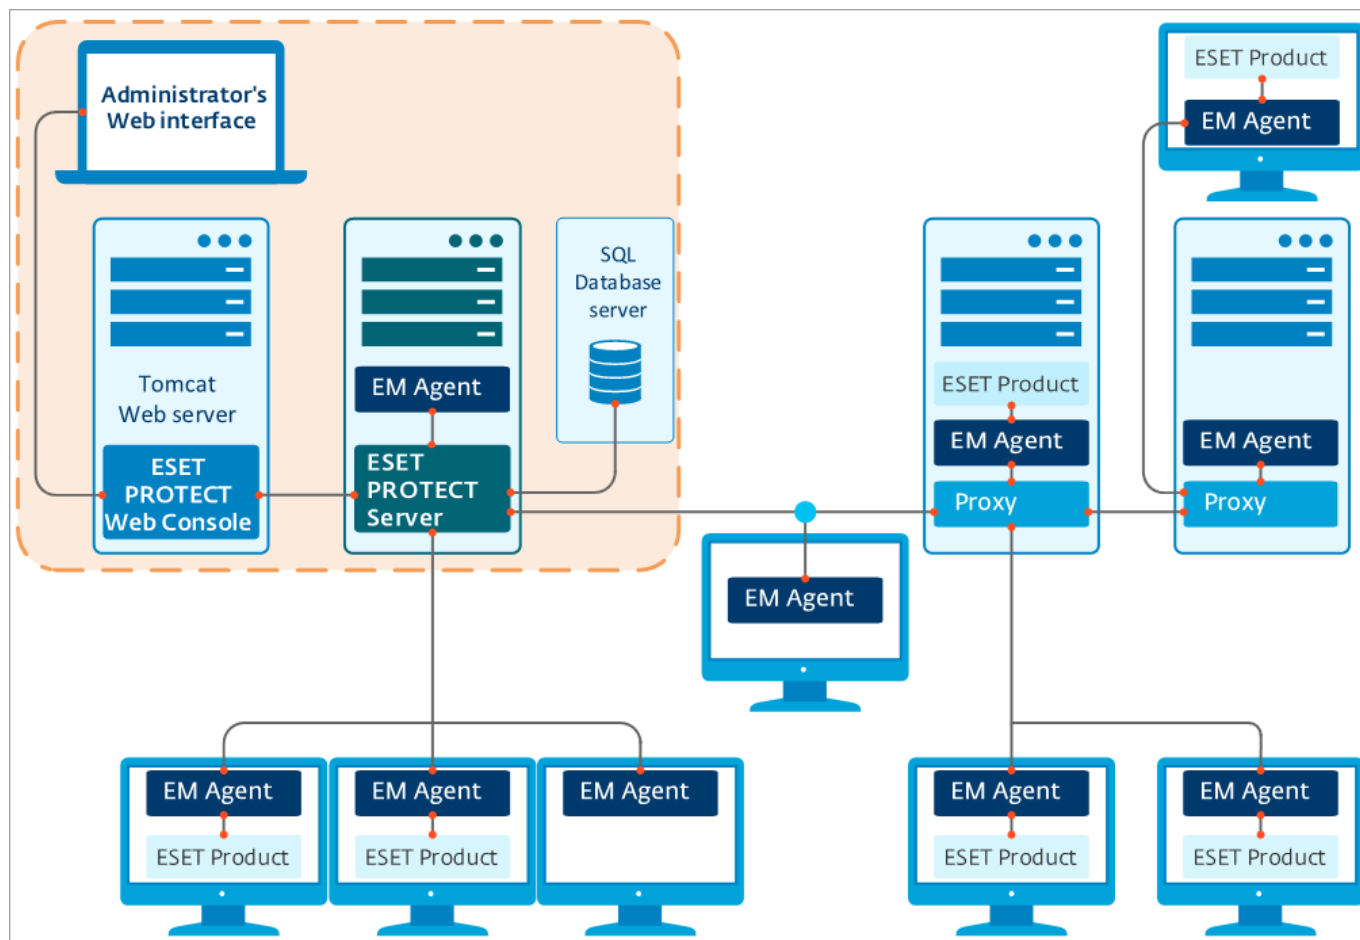 Administrator's
Web interface
ESET Product
EM Agent
Tomcat
Web server
ESET
PROTECT
Web Console
EM Agent
ESET
PROTECT
Server
SQL
Database
server
ESET Product
EM Agent
Proxy
EM Agent
Proxy
EM Agent
EM Agent
ESET Product
EM Agent
ESET Product
EM Agent
EM Agent
ESET Product
EM Agent
ESET Product